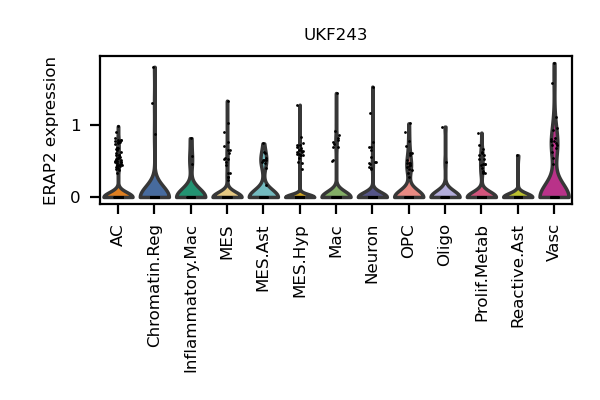 UKF243
ERAP2 expression
1
0
AC
Chromatin.Reg
Inflammatory.Mac
MES
MES.Ast
MES.Hyp
Mac
Neuron
OPC
Oligo
Prolif.Metab
Reactive.Ast
Vasc